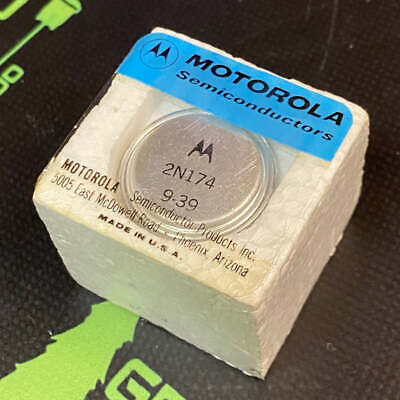 MOTOROLA
Semiconductors
2N174
9-39
MOTOROLA Semiconductor Products Inc.
5005 East McDowell Road, Phoenix, Arizona
MADE IN U.S.A.